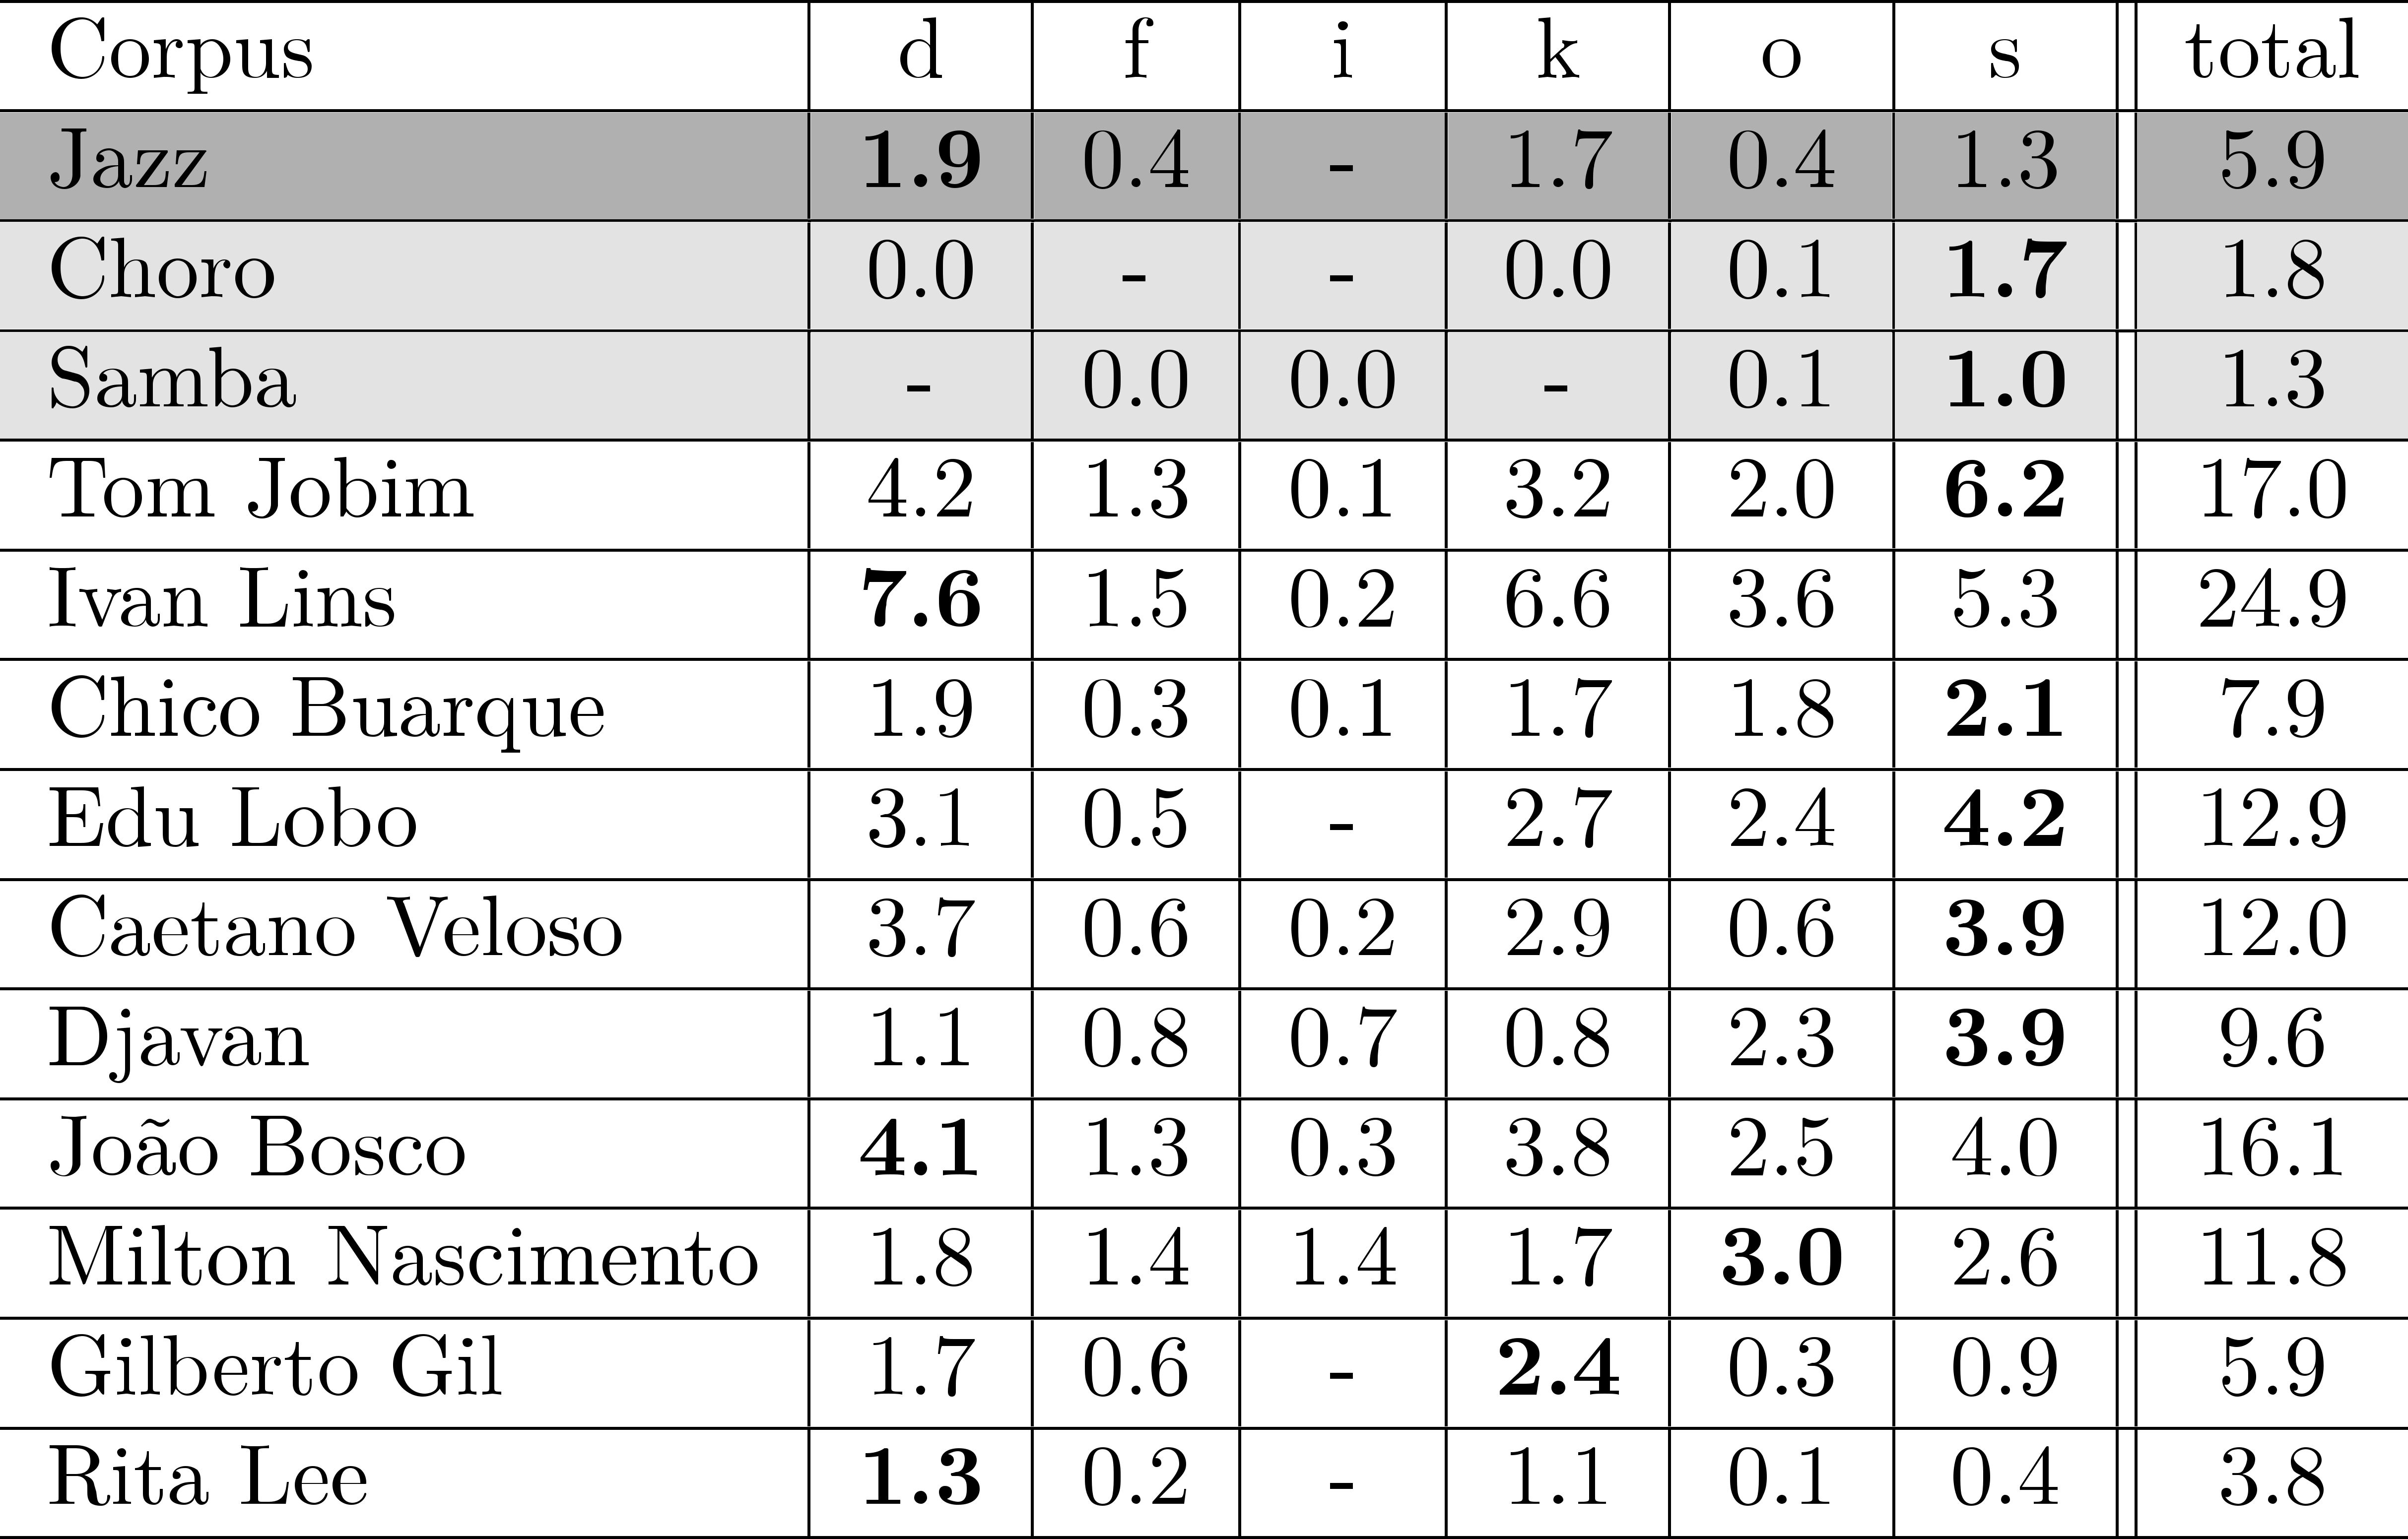 Corpus d f i k o s total
Jazz 1.9 0.4 - 1.7 0.4 1.3 5.9
Choro 0.0 - - 0.0 0.1 1.7 1.8
Samba - 0.0 0.0 - 0.1 1.0 1.3
Tom Jobim 4.2 1.3 0.1 3.2 2.0 6.2 17.0
Ivan Lins 7.6 1.5 0.2 6.6 3.6 5.3 24.9
Chico Buarque 1.9 0.3 0.1 1.7 1.8 2.1 7.9
Edu Lobo 3.1 0.5 - 2.7 2.4 4.2 12.9
Caetano Veloso 3.7 0.6 0.2 2.9 0.6 3.9 12.0
Djavan 1.1 0.8 0.7 0.8 2.3 3.9 9.6
João Bosco 4.1 1.3 0.3 3.8 2.5 4.0 16.1
Milton Nascimento 1.8 1.4 1.4 1.7 3.0 2.6 11.8
Gilberto Gil 1.7 0.6 - 2.4 0.3 0.9 5.9
Rita Lee 1.3 0.2 - 1.1 0.1 0.4 3.8